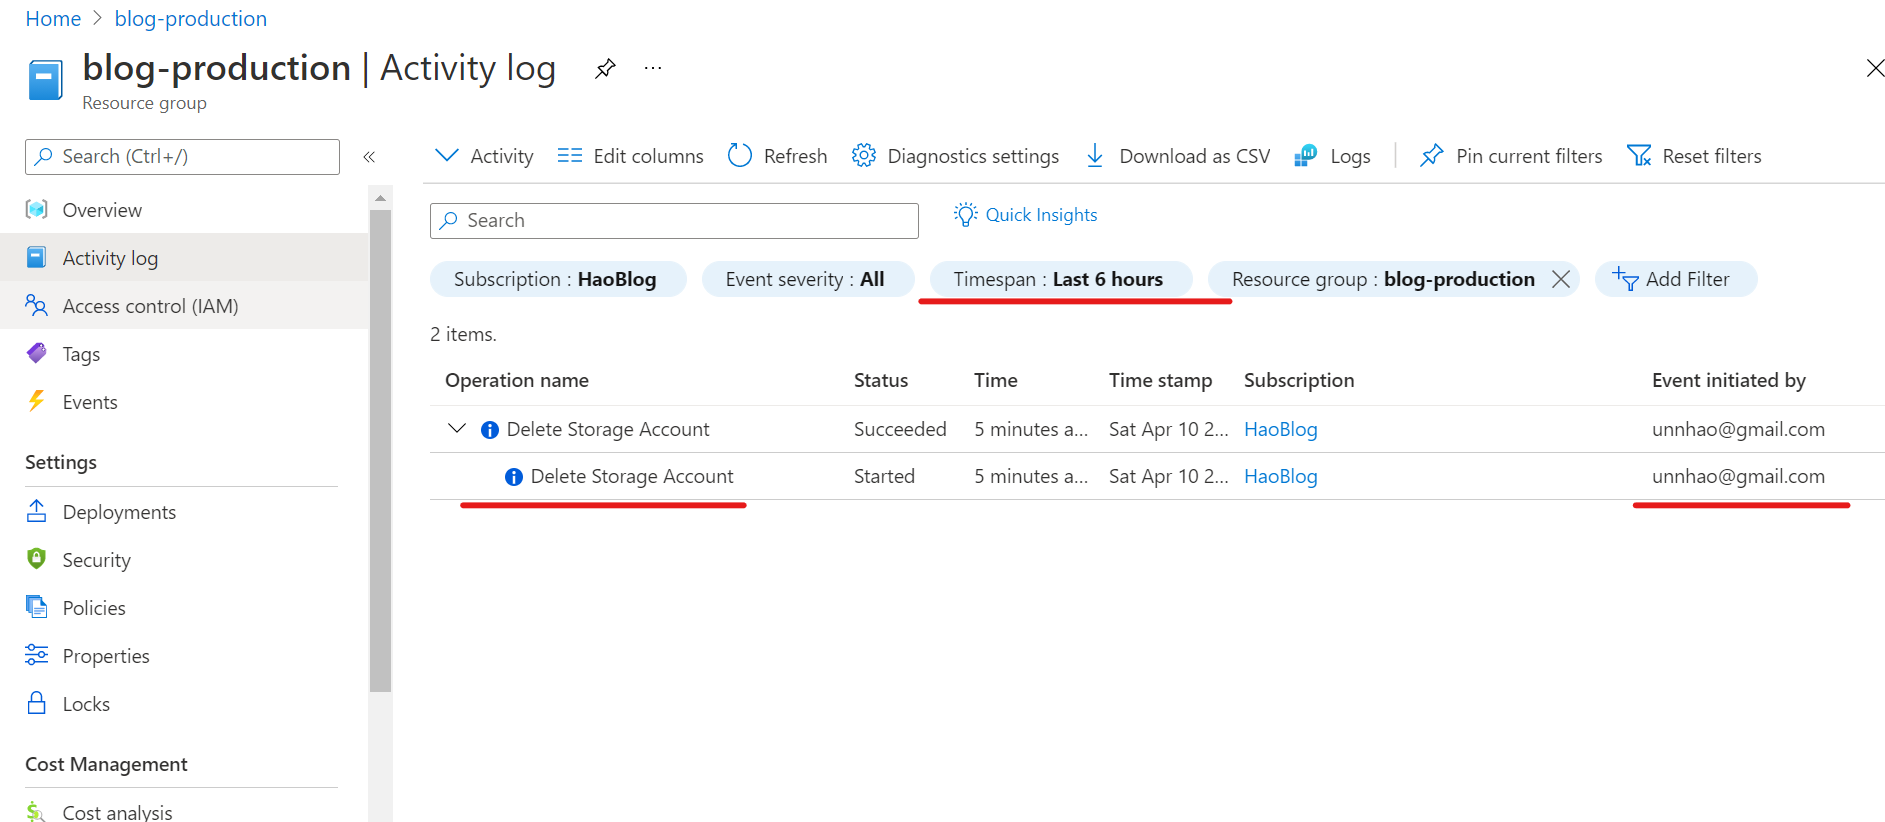 Home > blog-production
blog-production | Activity log
Resource group
Search (Ctrl+/)
Overview
Activity log
Access control (IAM)
Tags
Events
Settings
Deployments
Security
Policies
Properties
Locks
Cost Management
Cost analysis
Activity Edit columns Refresh Diagnostics settings Download as CSV Logs Pin current filters Reset filters
Search Quick Insights
Subscription : HaoBlog Event severity : All Timespan : Last 6 hours Resource group : blog-production Add Filter
2 items.
Operation name Status Time Time stamp Subscription Event initiated by
Delete Storage Account Succeeded 5 minutes a... Sat Apr 10 2... HaoBlog unnhao@gmail.com
Delete Storage Account Started 5 minutes a... Sat Apr 10 2... HaoBlog unnhao@gmail.com